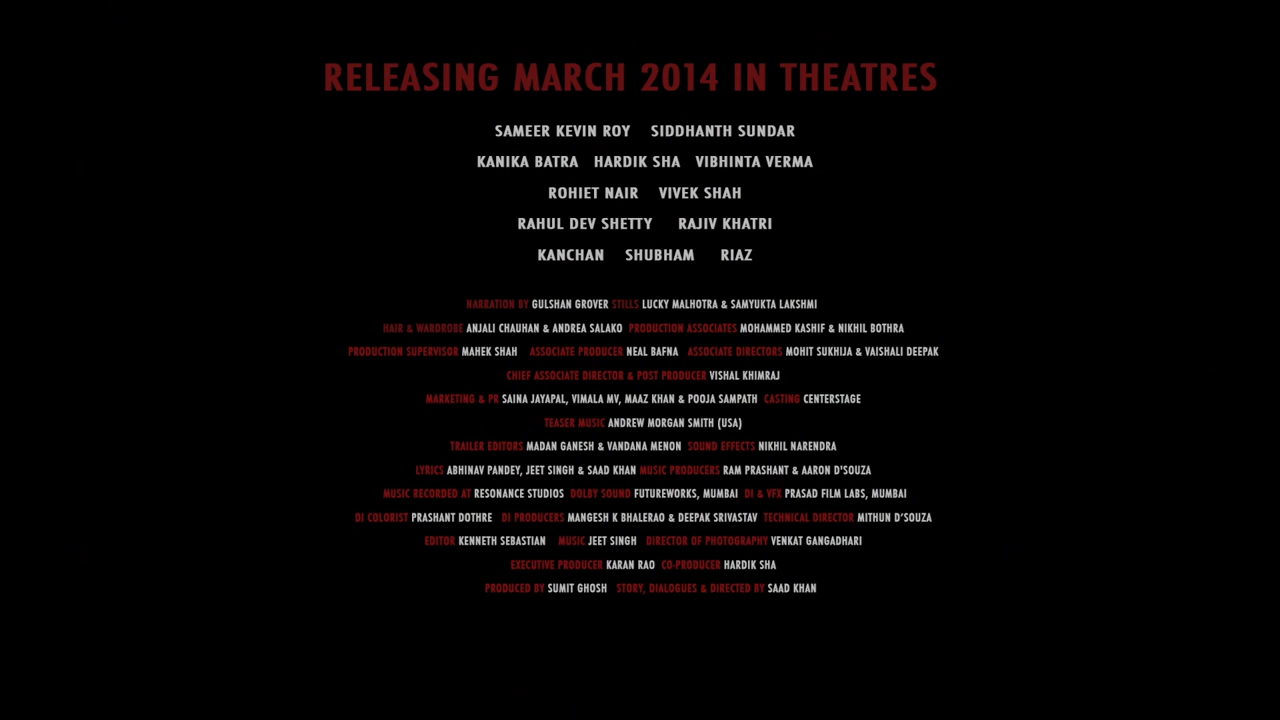 RELEASING MARCH 2014 IN THEATRES
SAMEER KEVIN ROY SIDDHANTH SUNDAR
KANIKA BATRA HARDIK SHA VIBHINTA VERMA
ROHIET NAIR VIVEK SHAH
RAHUL DEV SHETTY RAJIV KHATRI
KANCHAN SHUBHAM RIAZ
NARRATION BY GULSHAN GROVER STILLS LUCKY MALHOTRA & SAMYUKTA LAKSHMI
HAIR & WARDROBE ANJALI CHAUHAN & ANDREA SALAKO PRODUCTION ASSOCIATES MOHAMMED KASHIF & NIKHIL BOTHRA
PRODUCTION SUPERVISOR MAHEK SHAH ASSOCIATE PRODUCER NEAL BAFNA ASSOCIATE DIRECTORS MOHIT SUKHIJA & VAISHALI DEEPAK
CHIEF ASSOCIATE DIRECTOR & POST PRODUCER VISHAL KHIMRAJ
MARKETING & PR SAINA JAYAPAL, VIMALA MV, MAAZ KHAN & POOJA SAMPATH CASTING CENTERSTAGE
TEASER MUSIC ANDREW MORGAN SMITH (USA)
TRAILER EDITORS MADAN GANESH & VANDANA MENON SOUND EFFECTS NIKHIL NARENDRA
LYRICS ABHINAV PANDEY, JEET SINGH & SAAD KHAN MUSIC PRODUCERS RAM PRASHANT & AARON D'SOUZA
MUSIC RECORDED AT RESONANCE STUDIOS DOLBY SOUND FUTUREWORKS, MUMBAI DI & VFX PRASAD FILM LABS, MUMBAI
DI COLORIST PRASHANT DOTHRE DI PRODUCERS MANGESH K BHALERAO & DEEPAK SRIVASTAV TECHNICAL DIRECTOR MITHUN D'SOUZA
EDITOR KENNETH SEBASTIAN MUSIC JEET SINGH DIRECTOR OF PHOTOGRAPHY VENKAT GANGADHARI
EXECUTIVE PRODUCER KARAN RAO CO-PRODUCER HARDIK SHA
PRODUCED BY SUMIT GHOSH STORY, DIALOGUES & DIRECTED BY SAAD KHAN